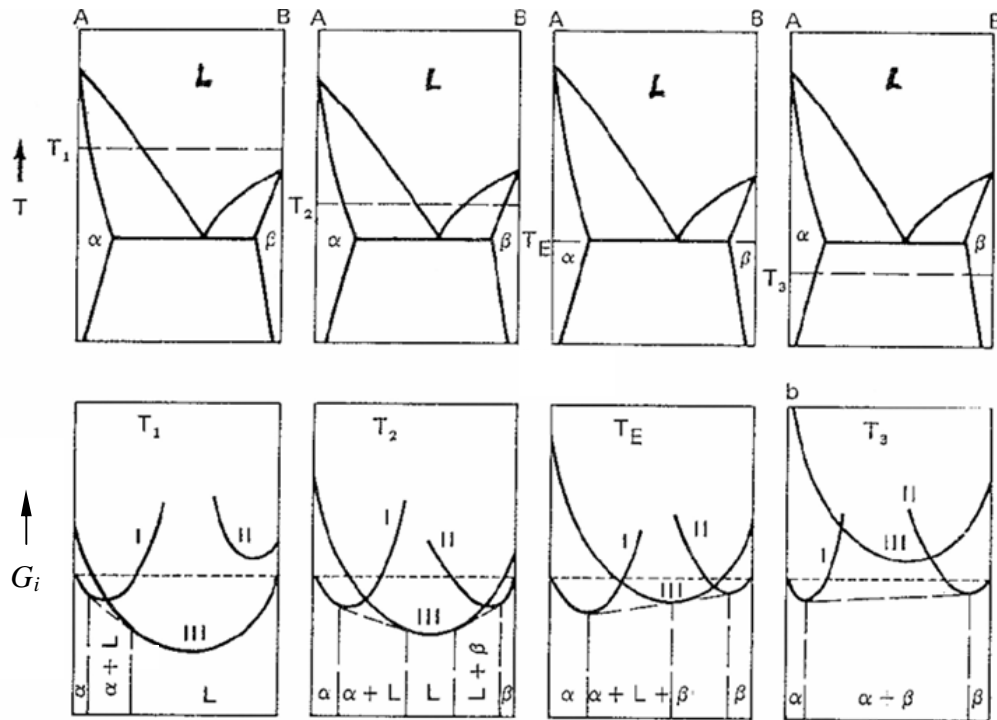 A B A B A B A B
L L L L
T₁
T₂
T
T_E
T₃
α β α β α β α β
b
T₁ T₂ T_E T₃
I II I II I II I II
III III III III
G_i
α α + L L
α α + L L L + β β
α α + L + β β
α α + β β